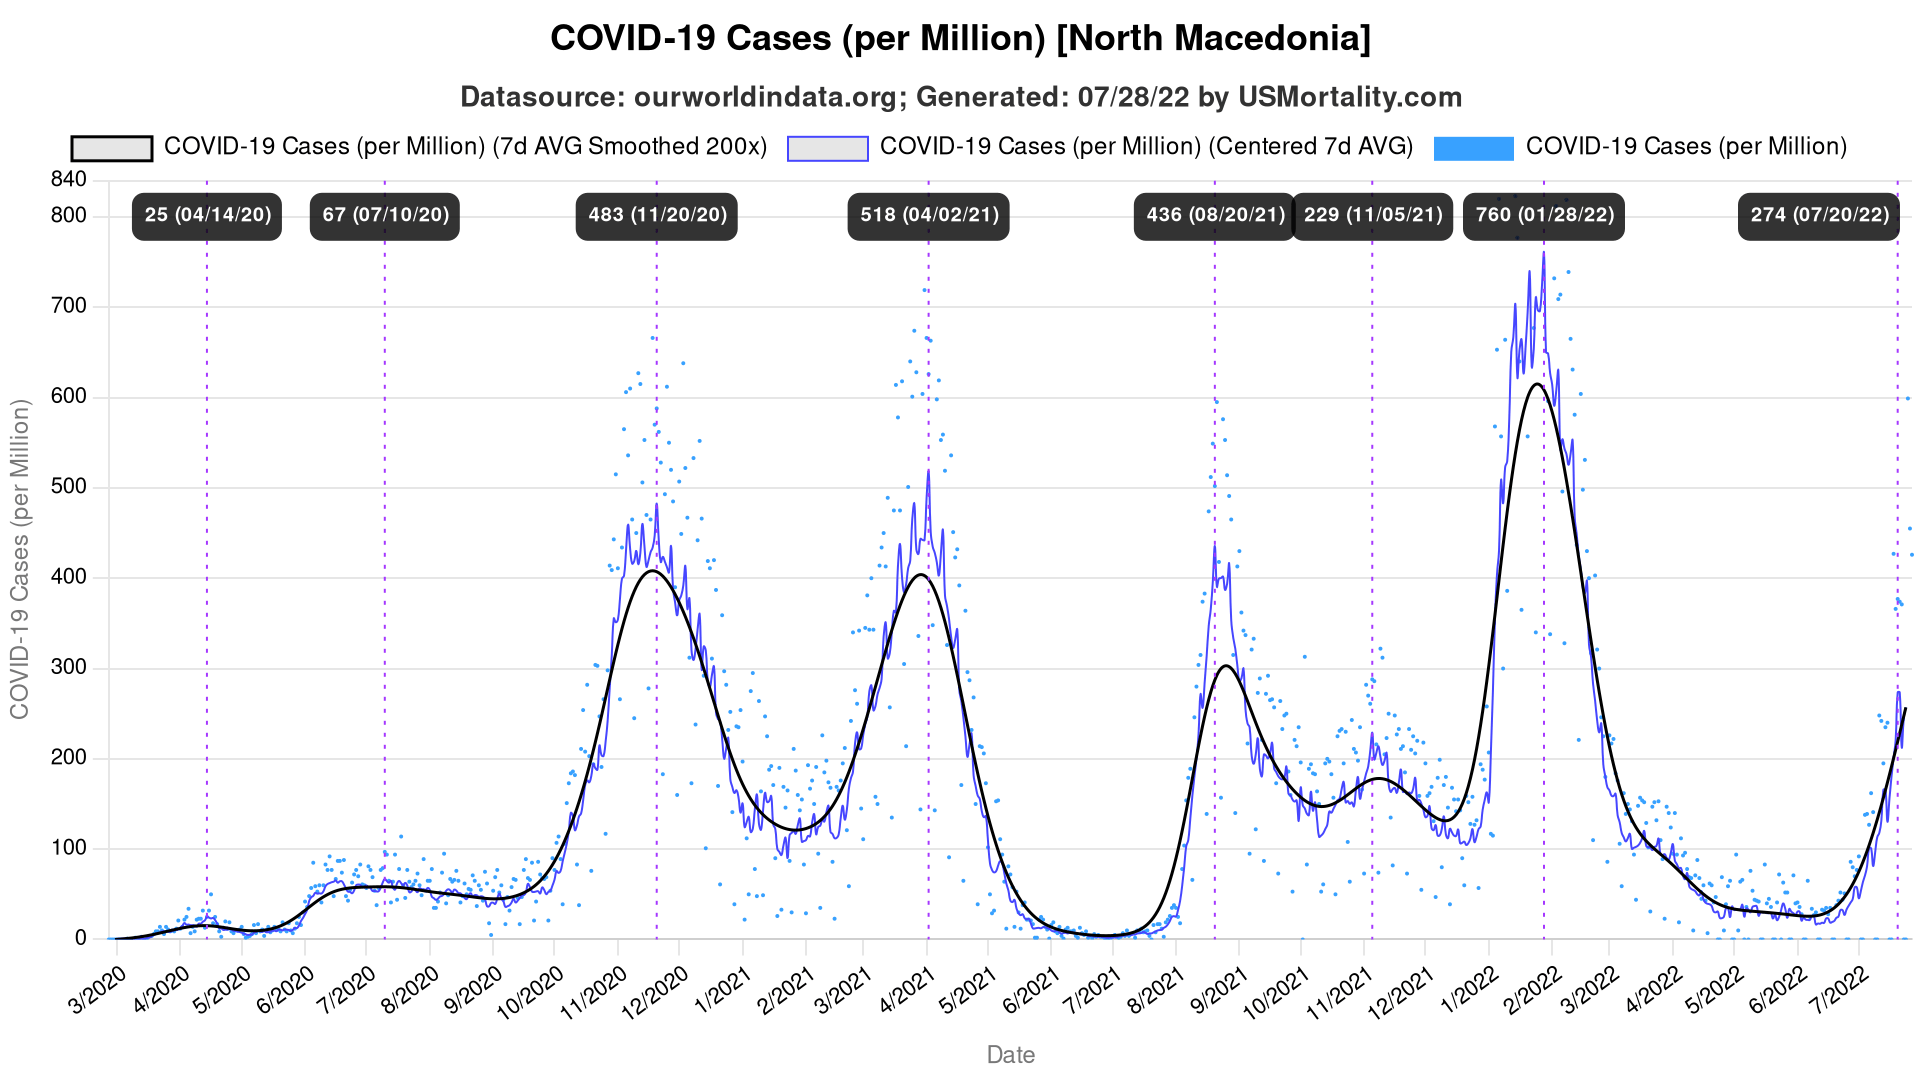 COVID-19 Cases (per Million) [North Macedonia]
Datasource: ourworldindata.org; Generated: 07/28/22 by USMortality.com
COVID-19 Cases (per Million) (7d AVG Smoothed 200x) COVID-19 Cases (per Million) (Centered 7d AVG) COVID-19 Cases (per Million)
840
800
25 (04/14/20) 67 (07/10/20) 483 (11/20/20) 518 (04/02/21) 436 (08/20/21) 229 (11/05/21) 760 (01/28/22) 274 (07/20/22)
700
600
500
400
300
200
100
0
COVID-19 Cases (per Million)
3/2020 4/2020 5/2020 6/2020 7/2020 8/2020 9/2020 10/2020 11/2020 12/2020 1/2021 2/2021 3/2021 4/2021 5/2021 6/2021 7/2021 8/2021 9/2021 10/2021 11/2021 12/2021 1/2022 2/2022 3/2022 4/2022 5/2022 6/2022 7/2022
Date